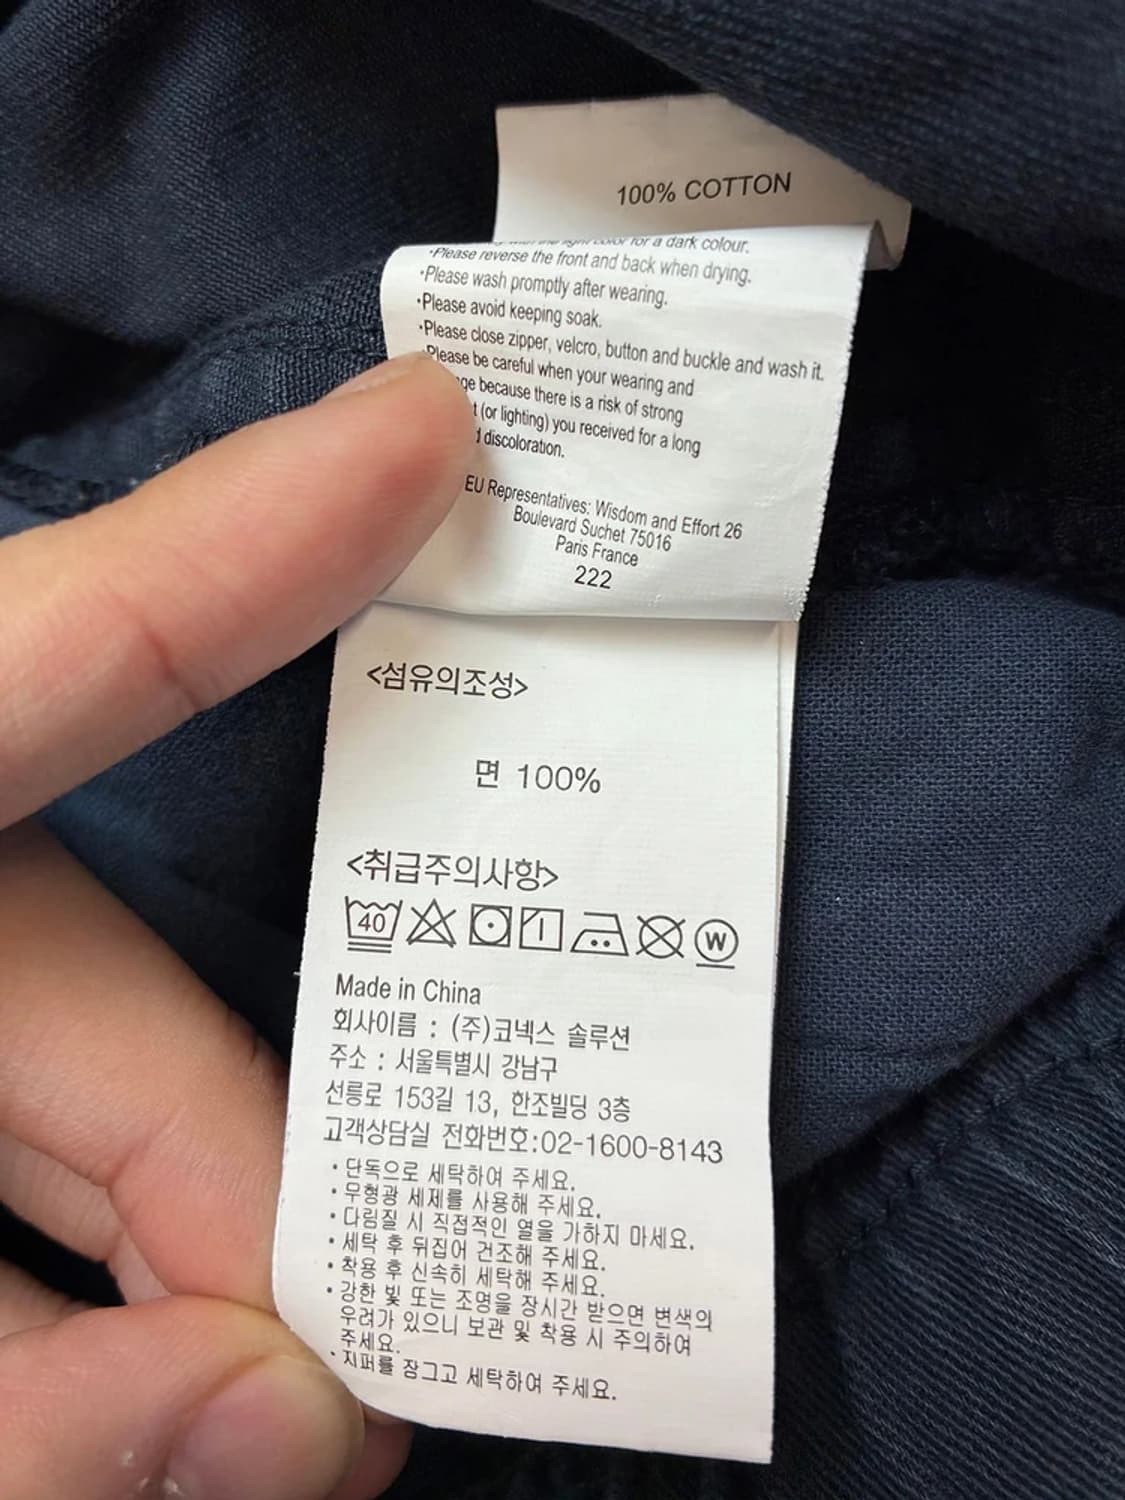 100% COTTON
with the light color for a dark colour.
·Please reverse the front and back when drying.
·Please wash promptly after wearing.
·Please avoid keeping soak.
·Please close zipper, velcro, button and buckle and wash it.
·Please be careful when your wearing and
because there is a risk of strong
(or lighting) you received for a long
discoloration.
EU Representatives: Wisdom and Effort 26
Boulevard Suchet 75016
Paris France
222
<섬유의조성>
면 100%
<취급주의사항>
40 W
Made in China
회사이름 : (주)코넥스 솔루션
주소 : 서울특별시 강남구
선릉로 153길 13, 한조빌딩 3층
고객상담실 전화번호:02-1600-8143
· 단독으로 세탁하여 주세요.
· 무형광 세제를 사용해 주세요.
· 다림질 시 직접적인 열을 가하지 마세요.
· 세탁 후 뒤집어 건조해 주세요.
· 착용 후 신속히 세탁해 주세요.
· 강한 빛 또는 조명을 장시간 받으면 변색의
우려가 있으니 보관 및 착용 시 주의하여
주세요.
· 지퍼를 장그고 세탁하여 주세요.